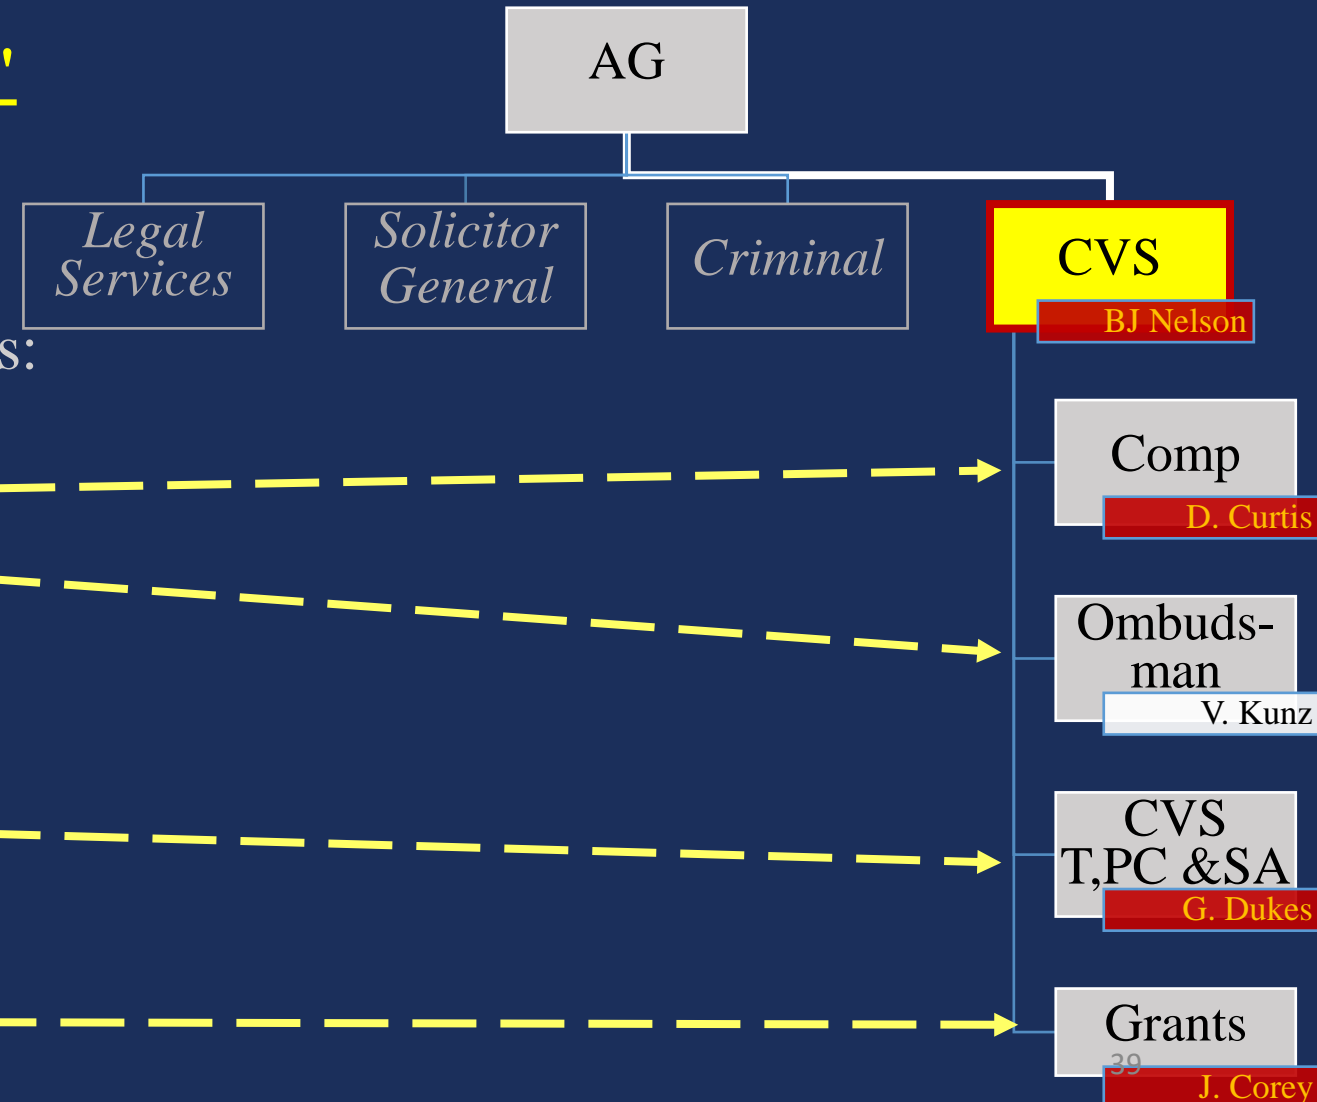 '
AG
Legal
Services
Solicitor
General
Criminal
CVS
BJ Nelson
s:
Comp
D. Curtis
Ombuds-
man
V. Kunz
CVS
T,PC &SA
G. Dukes
Grants
39
J. Corey